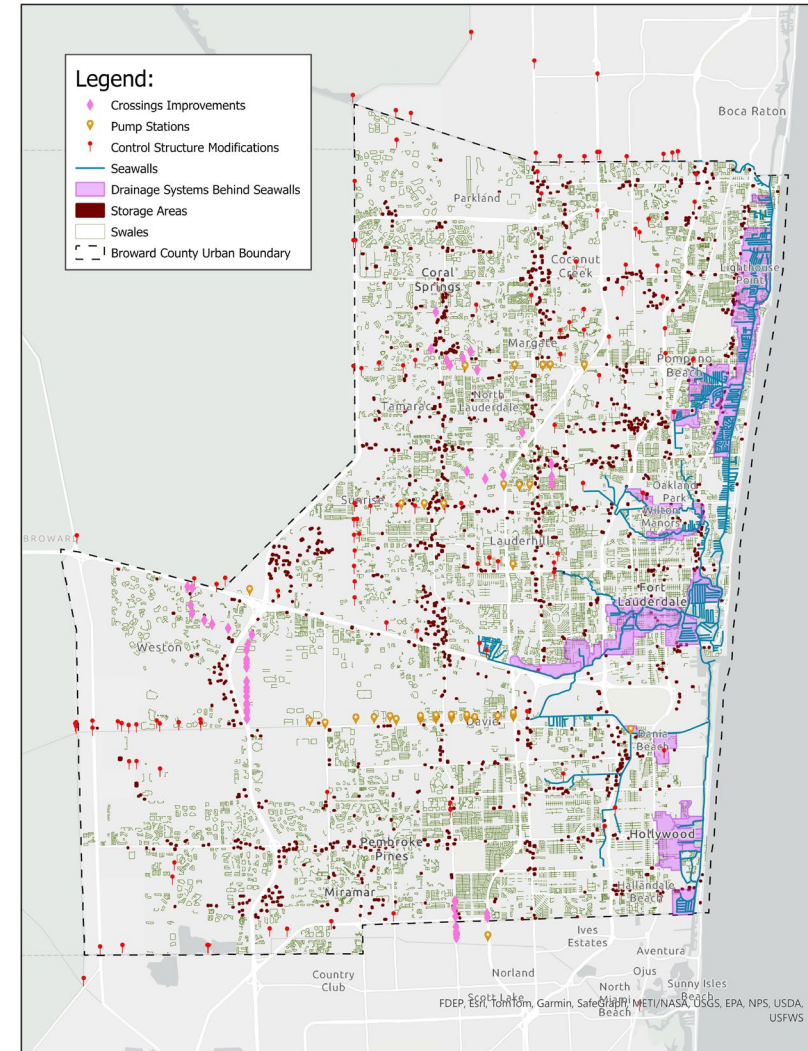 Legend:
Crossings Improvements
Pump Stations
Control Structure Modifications
Seawalls
Drainage Systems Behind Seawalls
Storage Areas
Swales
Broward County Urban Boundary
Boca Raton
Parkland
Coral
Springs
Coconut
Creek
Lighthouse
Point
Margate
Pompano
Beach
North
Lauderdale
Tamarac
Oakland
Park
Sunrise
Wilton
Manors
BROWARD
Lauderhill
Fort
Lauderdale
Weston
Davie
Dania
Beach
Hollywood
Pembroke
Pines
Miramar
Hallandale
Beach
Ives
Estates
Aventura
Country
Club
Norland
Ojus
North
Miami
Beach
Sunny Isles
Beach
Scott Lake
FDEP, Esri, TomTom, Garmin, SafeGraph, METI/NASA, USGS, EPA, NPS, USDA,
USFWS